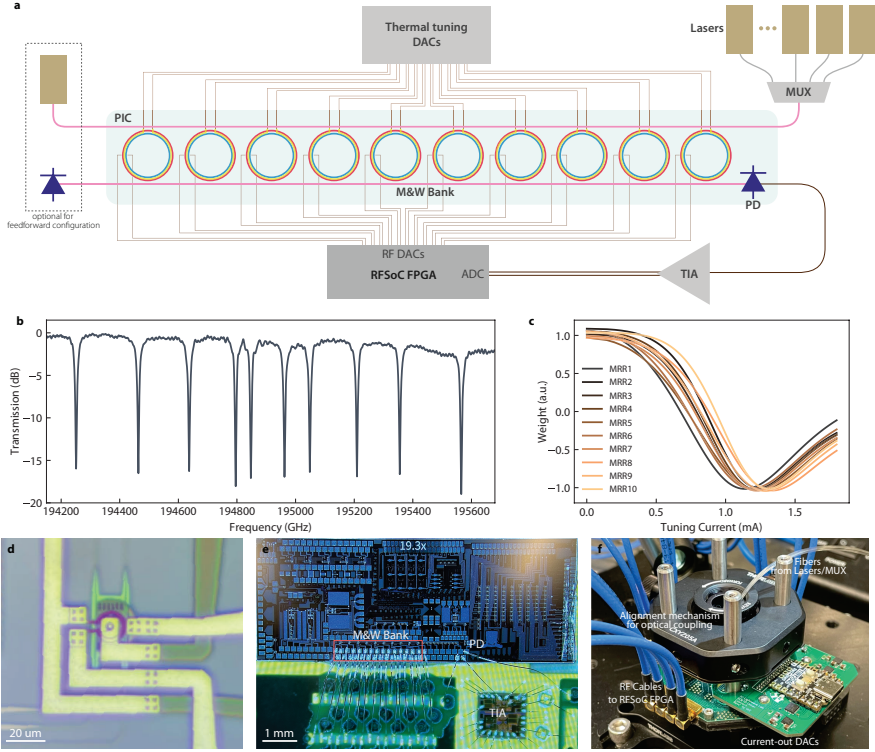 a
Thermal tuning
DACs
Lasers
MUX
PIC
M&W Bank
PD
optional for
feedforward configuration
RF DACs
RFSoC FPGA
ADC
TIA
b
0
−5
−10
−15
−20
Transmission (dB)
194200
194400
194600
194800
195000
195200
195400
195600
Frequency (GHz)
c
1.0
0.5
0.0
−0.5
−1.0
Weight (a.u.)
MRR1
MRR2
MRR3
MRR4
MRR5
MRR6
MRR7
MRR8
MRR9
MRR10
0.0
0.5
1.0
1.5
Tuning Current (mA)
d
20 um
e
19.3x
M&W Bank
PD
TIA
1 mm
f
Fibers
from Lasers/MUX
Alignment mechanism
for optical coupling
RF Cables
to RFSoC FPGA
Current-out DACs